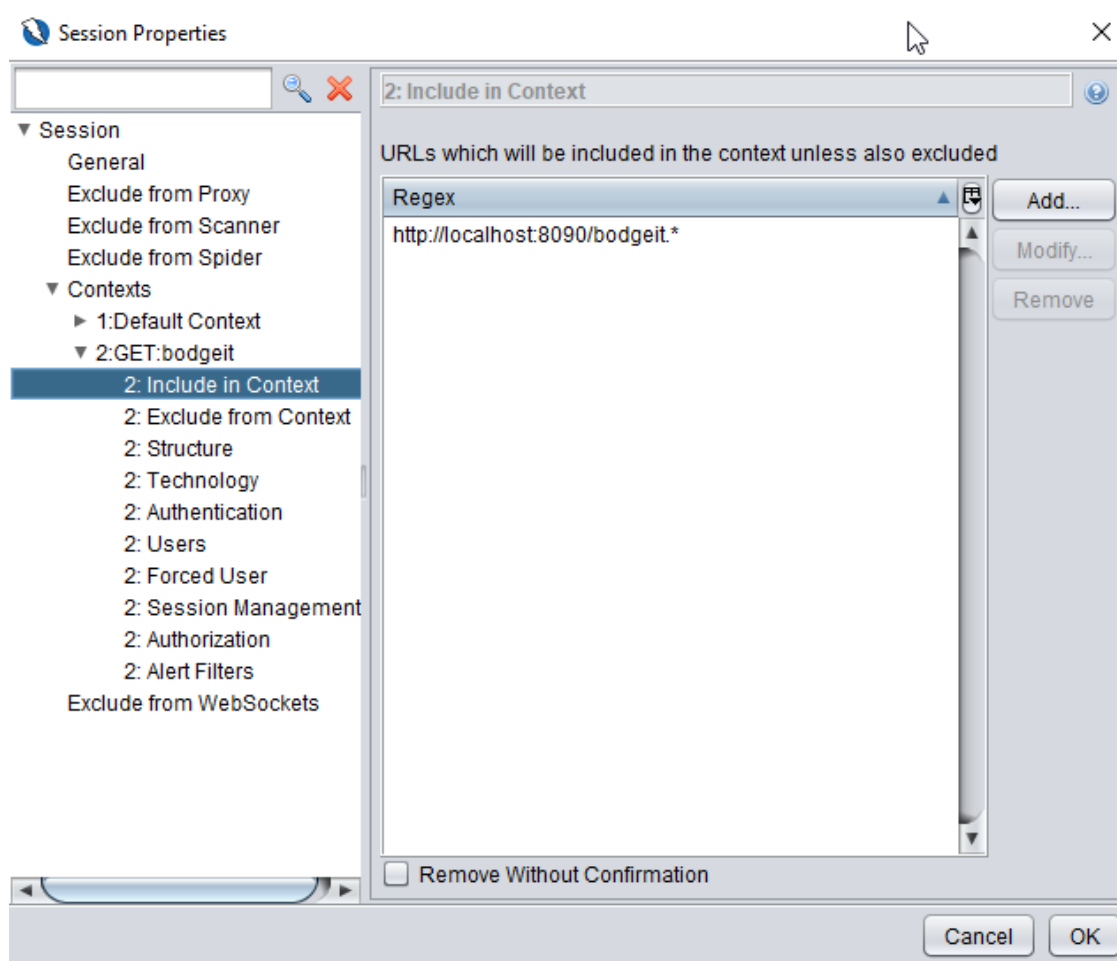 Session Properties
2: Include in Context
Session
General
Exclude from Proxy
Exclude from Scanner
Exclude from Spider
Contexts
1:Default Context
2:GET:bodgeit
2: Include in Context
2: Exclude from Context
2: Structure
2: Technology
2: Authentication
2: Users
2: Forced User
2: Session Management
2: Authorization
2: Alert Filters
Exclude from WebSockets
URLs which will be included in the context unless also excluded
Regex
http://localhost:8090/bodgeit.*
Add...
Modify...
Remove
Remove Without Confirmation
Cancel
OK